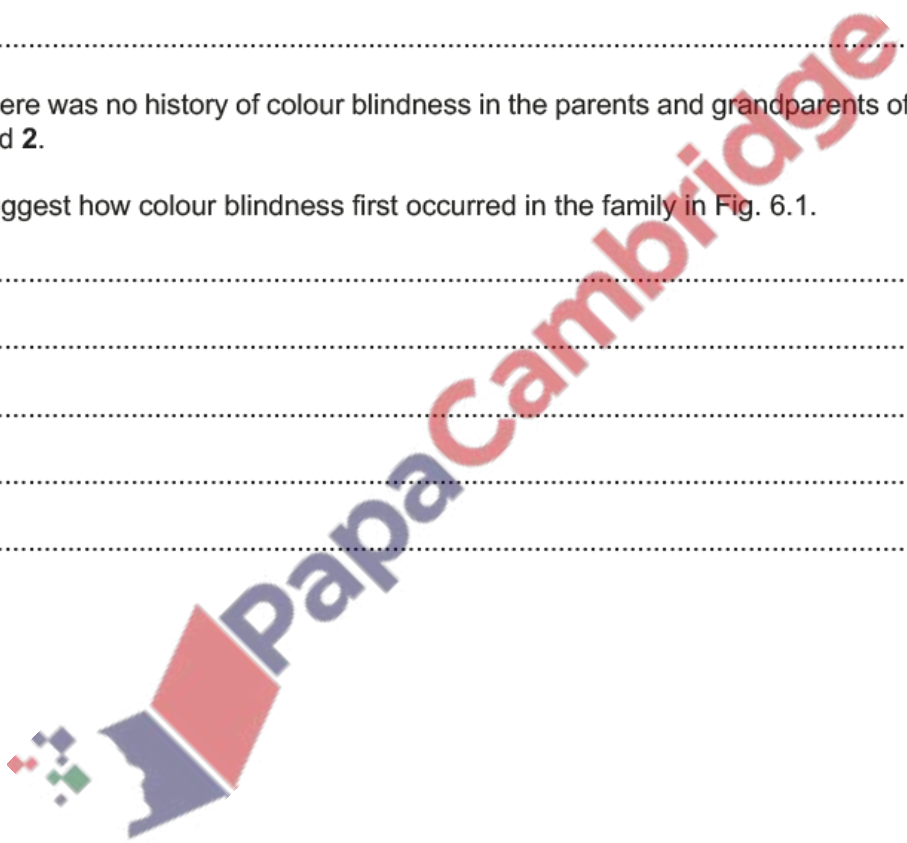 ere was no history of colour blindness in the parents and grandparents of
d 2.
ggest how colour blindness first occurred in the family in Fig. 6.1.
PapaCambridge